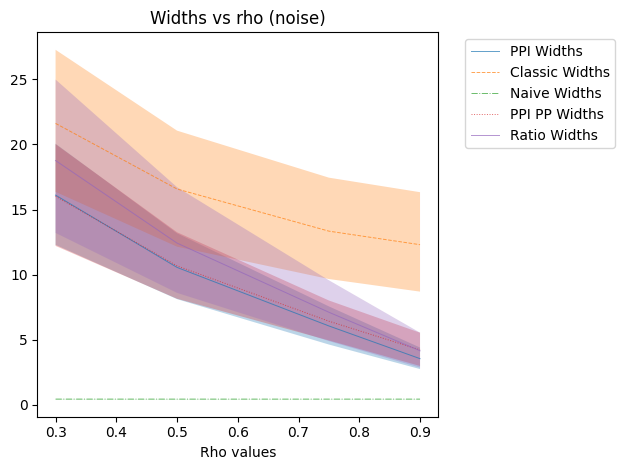 Widths vs rho (noise)
PPI Widths
Classic Widths
Naive Widths
PPI PP Widths
Ratio Widths
25
20
15
10
5
0
0.3 0.4 0.5 0.6 0.7 0.8 0.9
Rho values